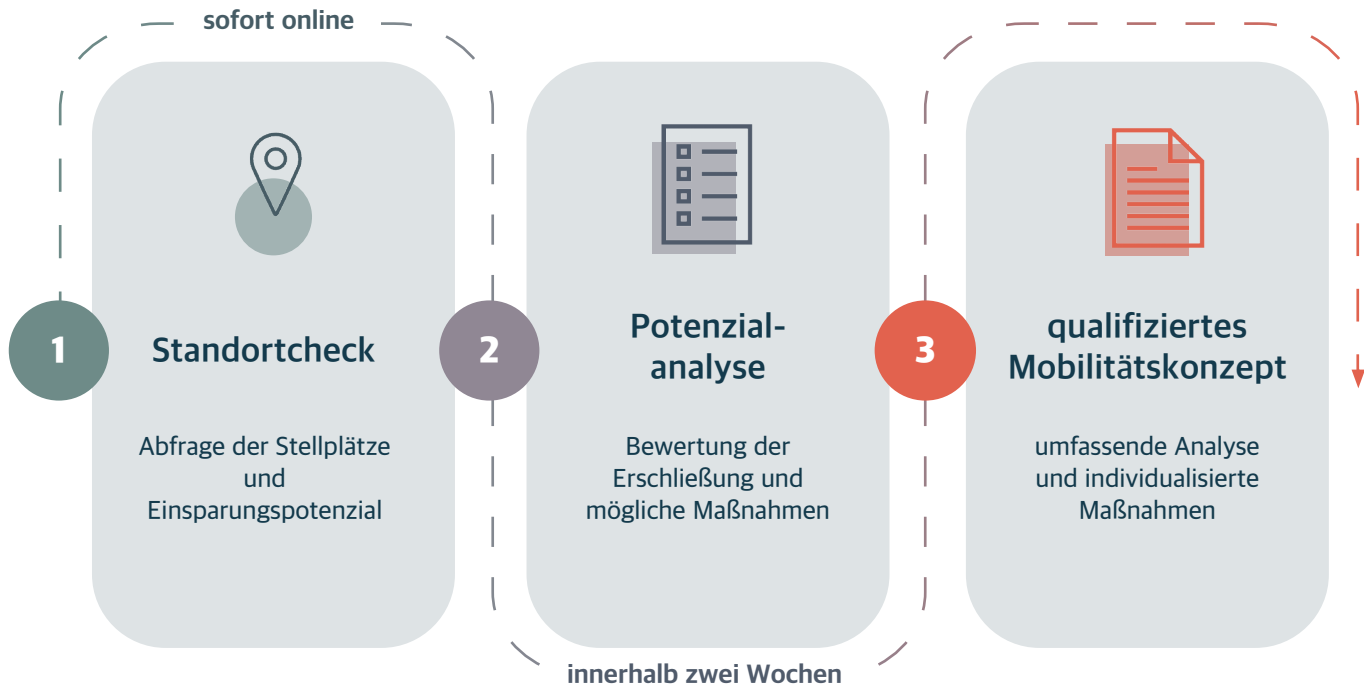 sofort online
1
Standortcheck
Abfrage der Stellplätze
und
Einsparungspotenzial
2
Potenzial-
analyse
Bewertung der
Erschließung und
mögliche Maßnahmen
innerhalb zwei Wochen
3
qualifiziertes
Mobilitätskonzept
umfassende Analyse
und individualisierte
Maßnahmen